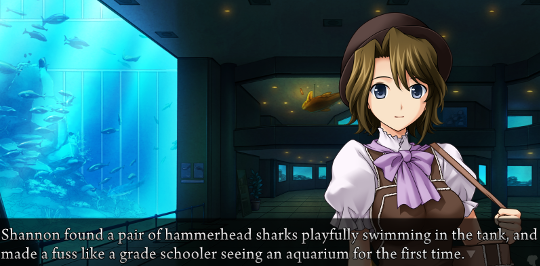 Shannon found a pair of hammerhead sharks playfully swimming in the tank, and
made a fuss like a grade schooler seeing an aquarium for the first time.